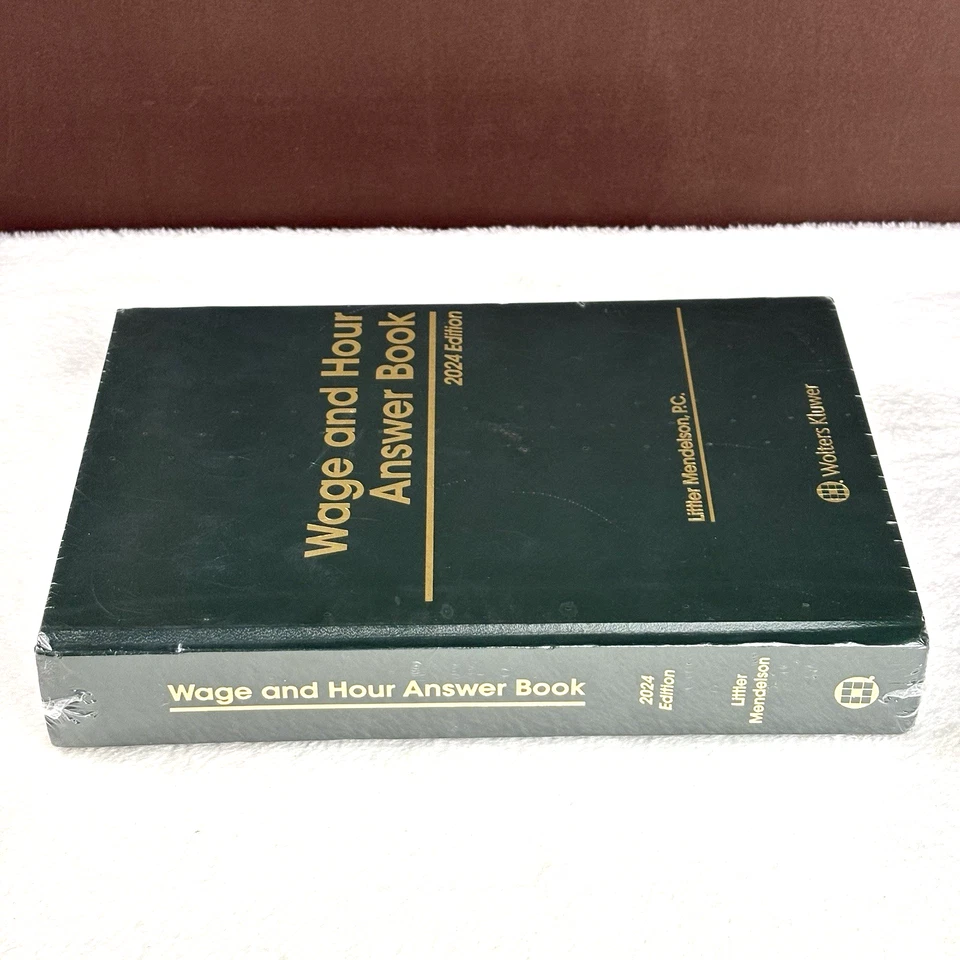 Wage and Hour
Answer Book
2024 Edition
Littler Mendelson, P.C.
Wolters Kluwer
Wage and Hour Answer Book
2024
Edition
Littler
Mendelson